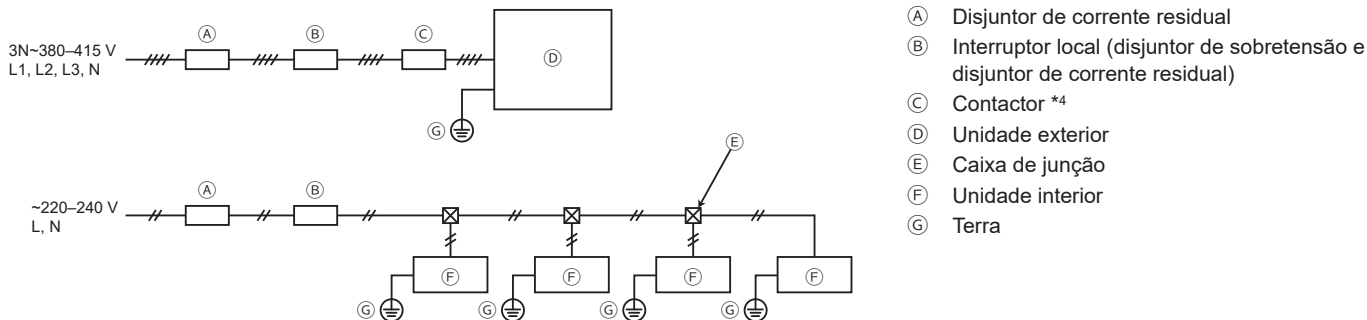 Ⓐ Ⓑ Ⓒ
3N~380–415 V
L1, L2, L3, N
Ⓓ
Ⓖ
Ⓔ
Ⓐ Ⓑ
~220–240 V
L, N
Ⓕ Ⓕ Ⓕ Ⓕ
Ⓖ Ⓖ Ⓖ Ⓖ
Ⓐ Disjuntor de corrente residual
Ⓑ Interruptor local (disjuntor de sobretensão e
disjuntor de corrente residual)
Ⓒ Contactor *4
Ⓓ Unidade exterior
Ⓔ Caixa de junção
Ⓕ Unidade interior
Ⓖ Terra